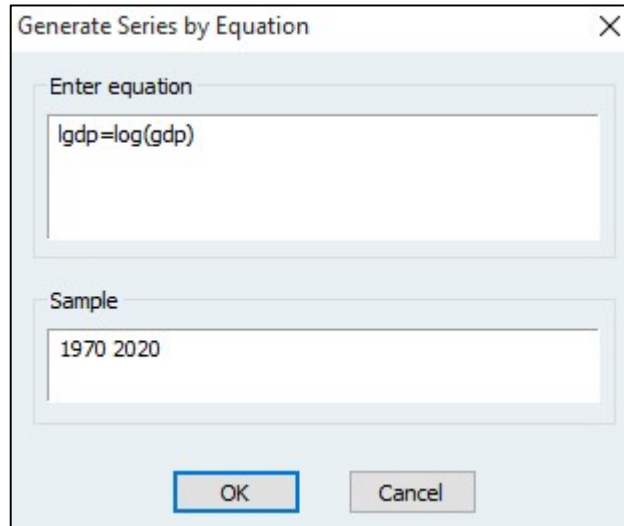 Generate Series by Equation
Enter equation
lgdp=log(gdp)
Sample
1970 2020
OK
Cancel